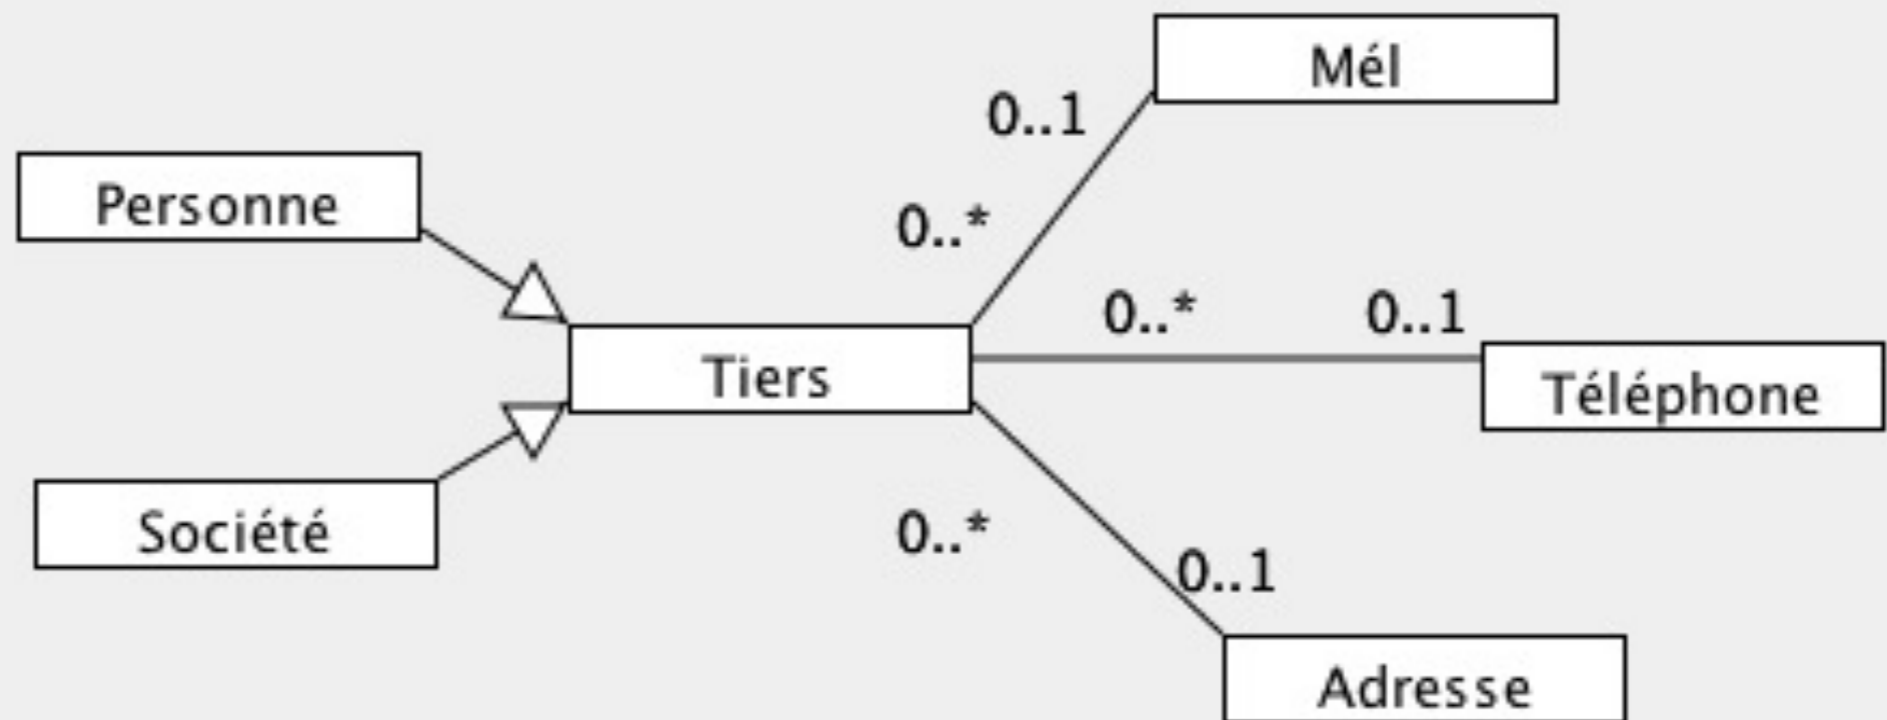 Mél
0..1
Personne
0..*
0..* 0..1
Tiers
Téléphone
Société
0..*
0..1
Adresse